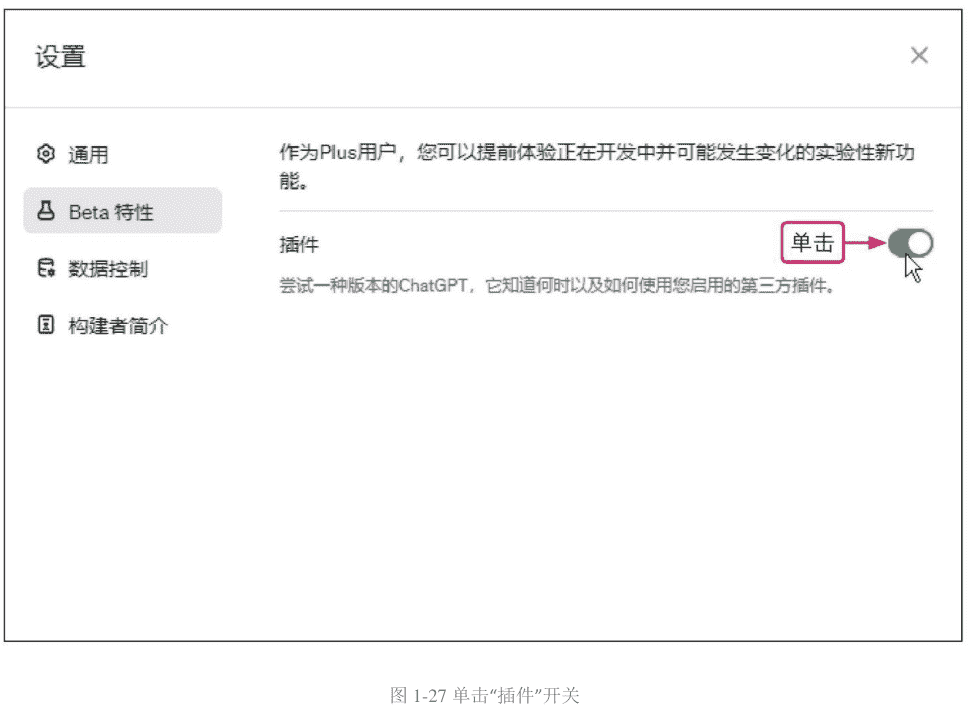 设置
通用
Beta 特性
数据控制
构建者简介
作为Plus用户，您可以提前体验正在开发中并可能发生变化的实验性新功
能。
插件
单击
尝试一种版本的ChatGPT，它知道何时以及如何使用您启用的第三方插件。
图 1-27 单击“插件”开关